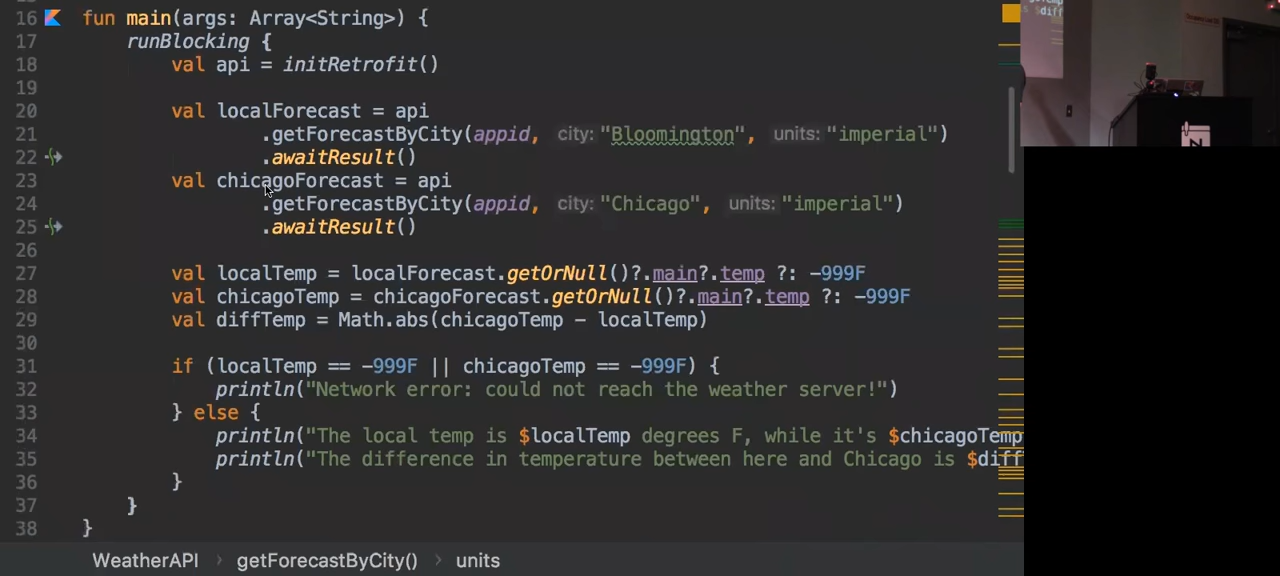 16 fun main(args: Array<String>) {
17 runBlocking {
18 val api = initRetrofit()
19
20 val localForecast = api
21 .getForecastByCity(appid, city: "Bloomington", units: "imperial")
22 .awaitResult()
23 val chicagoForecast = api
24 .getForecastByCity(appid, city: "Chicago", units: "imperial")
25 .awaitResult()
26
27 val localTemp = localForecast.getOrNull()?.main?.temp ?: -999F
28 val chicagoTemp = chicagoForecast.getOrNull()?.main?.temp ?: -999F
29 val diffTemp = Math.abs(chicagoTemp - localTemp)
30
31 if (localTemp == -999F || chicagoTemp == -999F) {
32 println("Network error: could not reach the weather server!")
33 } else {
34 println("The local temp is $localTemp degrees F, while it's $chicagoTemp
35 println("The difference in temperature between here and Chicago is $diff
36 }
37 }
38 }
WeatherAPI › getForecastByCity() › units